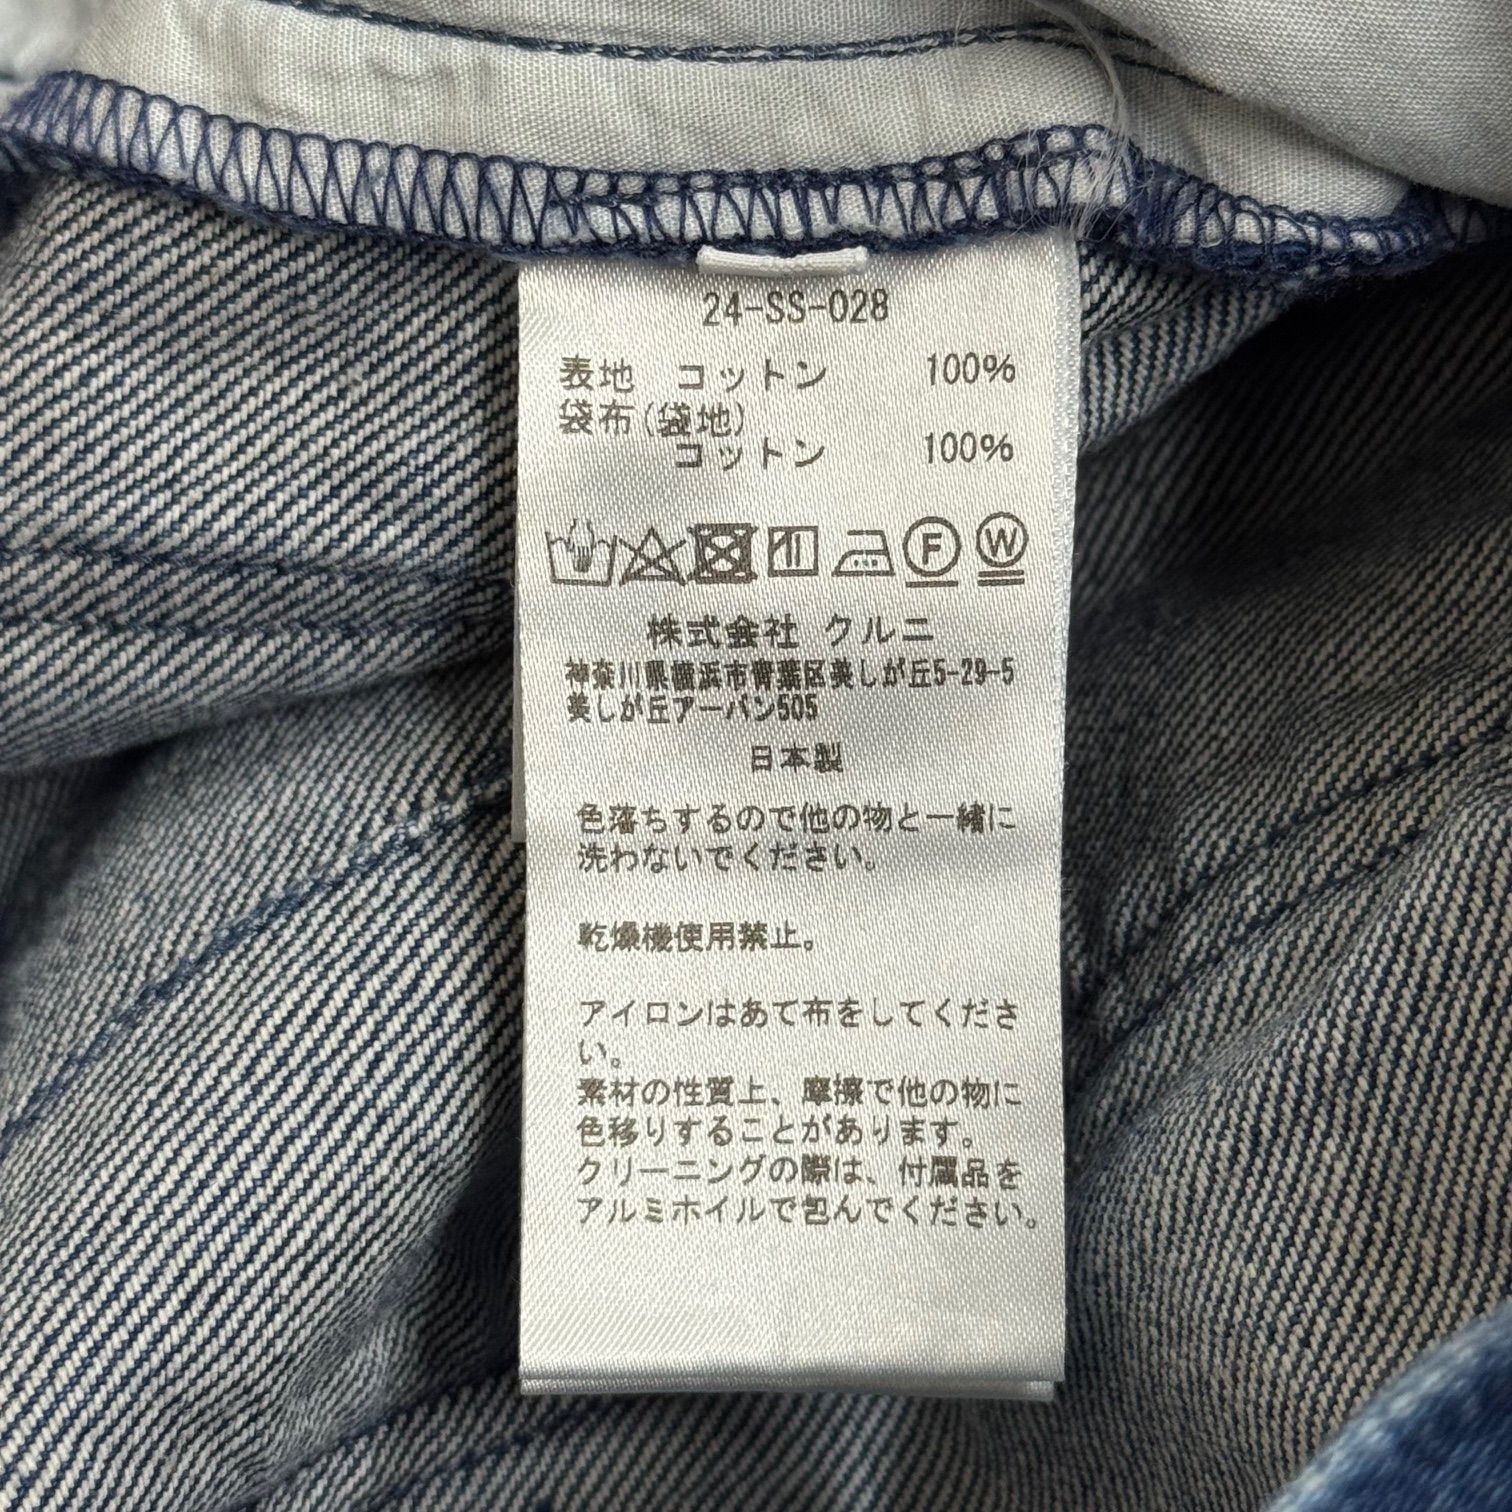 24-SS-028
表地 コットン 100%
袋布(袋地)
コットン 100%
F W
株式会社 クルニ
神奈川県横浜市青葉区美しが丘5-29-5
美しが丘アーバン505
日本製
色落ちするので他の物と一緒に
洗わないでください。
乾燥機使用禁止。
アイロンはあて布をしてくださ
い。
素材の性質上、摩擦で他の物に
色移りすることがあります。
クリーニングの際は、付属品を
アルミホイルで包んでください。